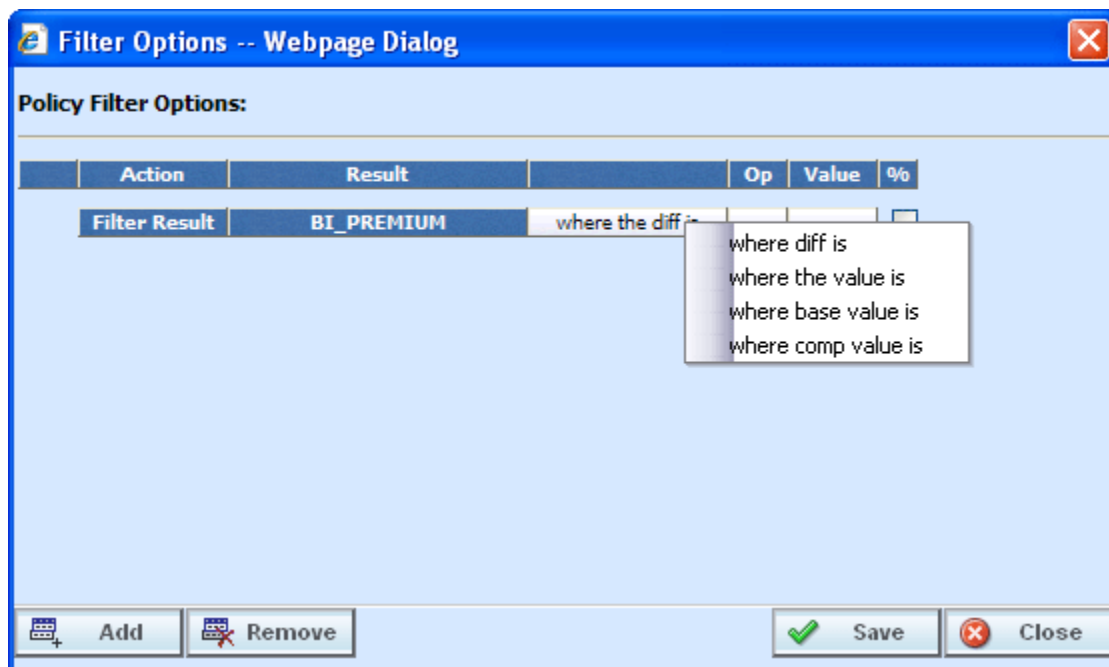 Filter Options -- Webpage Dialog
Policy Filter Options:
Action Result Op Value %
Filter Result BI_PREMIUM where the diff is
where diff is
where the value is
where base value is
where comp value is
Add Remove Save Close